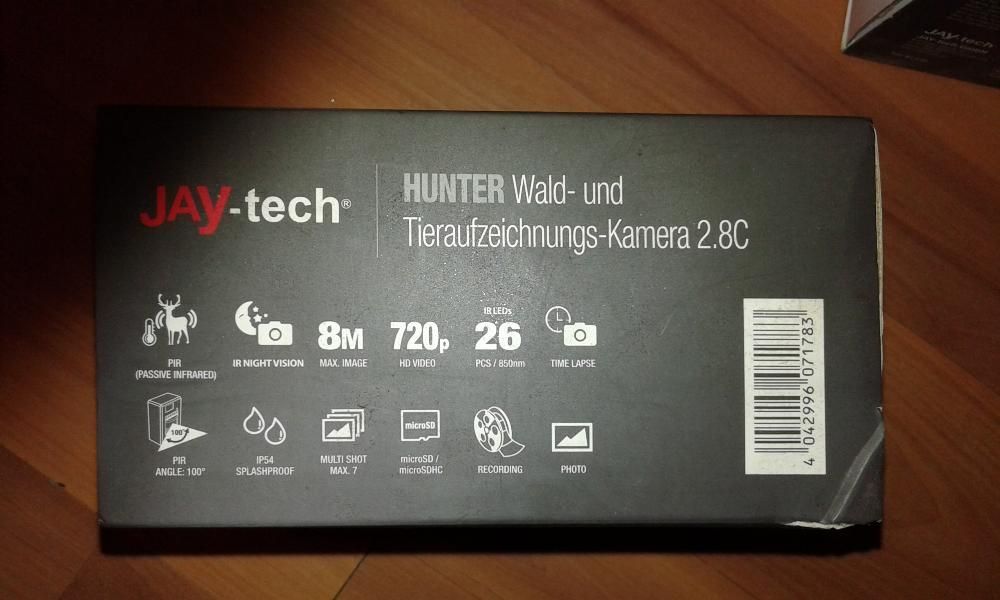 JAY-tech®
HUNTER Wald- und
Tieraufzeichnungs-Kamera 2.8C
PIR
(PASSIVE INFRARED)
IR NIGHT VISION
8M
MAX. IMAGE
720p
HD VIDEO
IR LEDs
26
PCS / 850nm
TIME LAPSE
100°
PIR
ANGLE: 100°
IP54
SPLASHPROOF
MULTI SHOT
MAX. 7
microSD
microSD /
microSDHC
RECORDING
PHOTO
4 042996 071783
JAY-tech